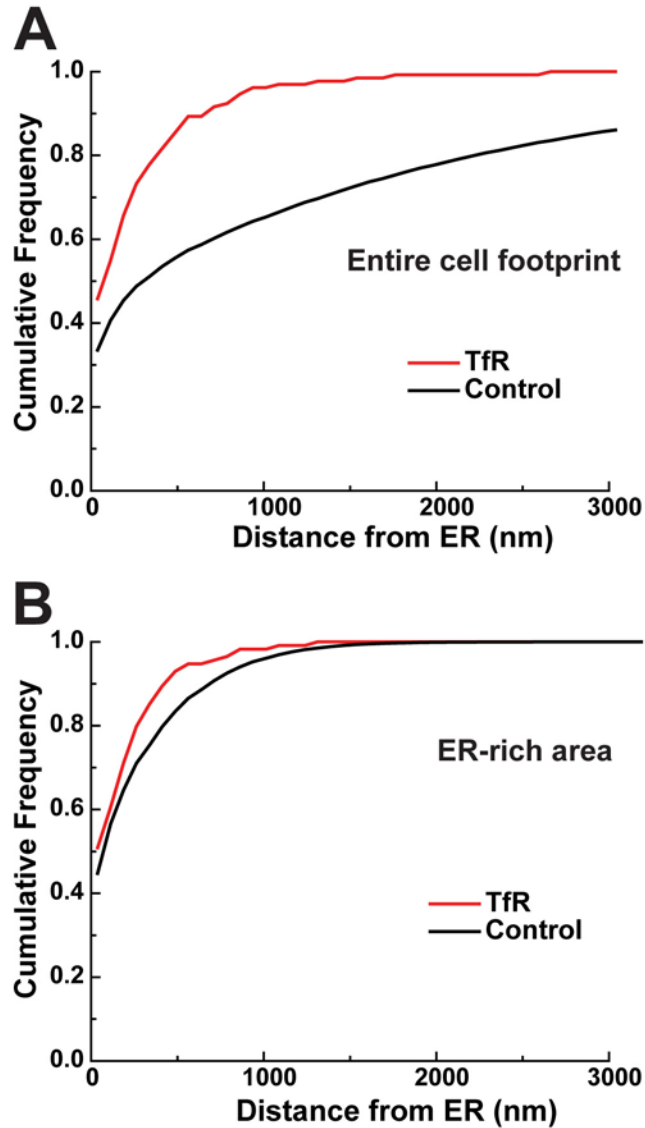 A
1.0
0.8
0.6
0.4
0.2
0.0
Cumulative Frequency
Entire cell footprint
TfR
Control
0 1000 2000 3000
Distance from ER (nm)
B
1.0
0.8
0.6
0.4
0.2
0.0
Cumulative Frequency
ER-rich area
TfR
Control
0 1000 2000 3000
Distance from ER (nm)